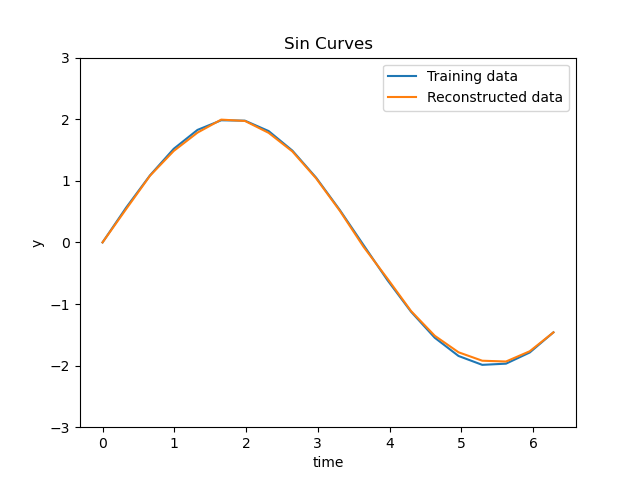 Sin Curves
Training data
Reconstructed data
3
2
1
0
−1
−2
−3
y
0 1 2 3 4 5 6
time